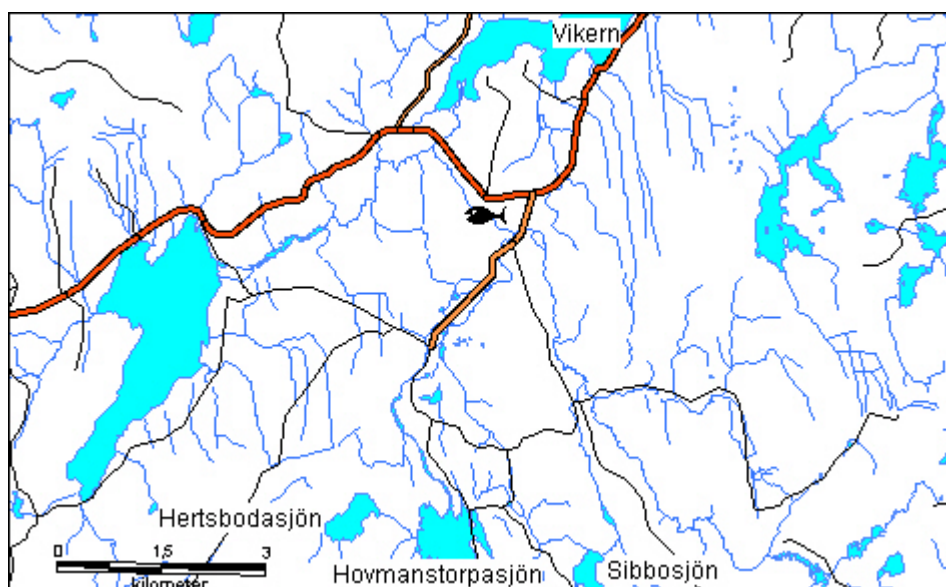 Vikern
Hertsbodasjön
0 1,5 3
kilometer
Hovmanstorpasjön
Sibbosjön